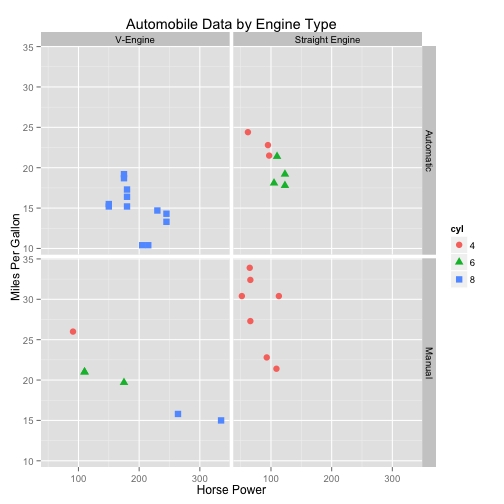 Automobile Data by Engine Type
V-Engine
Straight Engine
35
30
25
20
15
10
Automatic
35
30
25
20
15
10
Manual
Miles Per Gallon
100
200
300
100
200
300
Horse Power
cyl
4
6
8